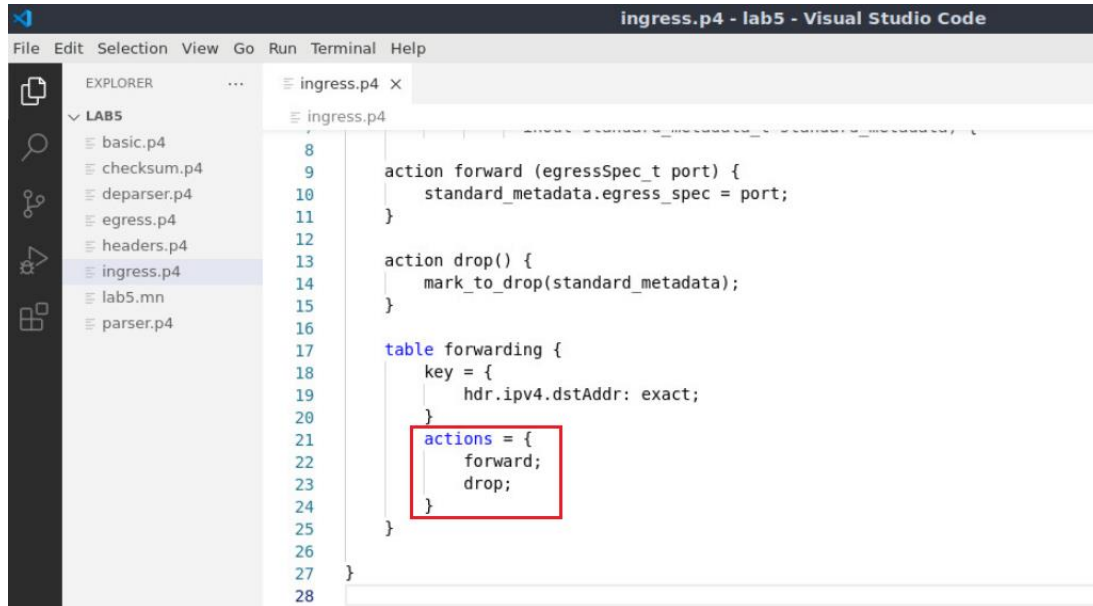 ingress.p4 - lab5 - Visual Studio Code
File Edit Selection View Go Run Terminal Help
EXPLORER ...
ingress.p4 ×
LAB5
basic.p4
checksum.p4
deparser.p4
egress.p4
headers.p4
ingress.p4
lab5.mn
parser.p4
ingress.p4
8
9 action forward (egressSpec_t port) {
10 standard_metadata.egress_spec = port;
11 }
12
13 action drop() {
14 mark_to_drop(standard_metadata);
15 }
16
17 table forwarding {
18 key = {
19 hdr.ipv4.dstAddr: exact;
20 }
21 actions = {
22 forward;
23 drop;
24 }
25 }
26
27 }
28